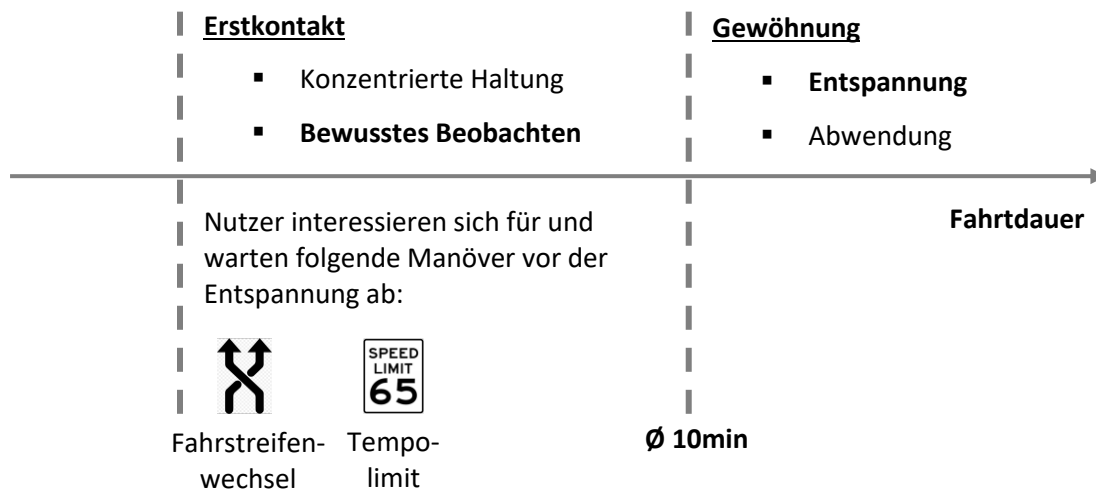 Erstkontakt
▪ Konzentrierte Haltung
▪ Bewusstes Beobachten
Gewöhnung
▪ Entspannung
▪ Abwendung
Fahrtdauer
Nutzer interessieren sich für und
warten folgende Manöver vor der
Entspannung ab:
SPEED
LIMIT
65
Fahrstreifen-
wechsel
Tempo-
limit
Ø 10min